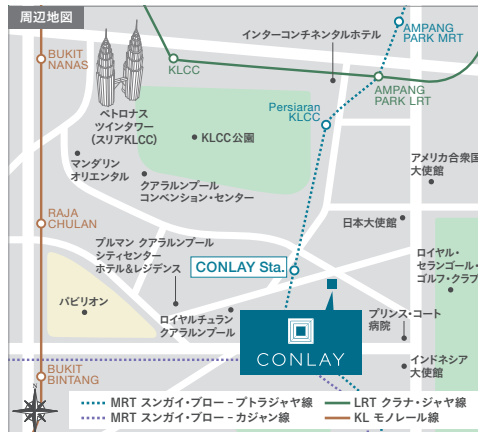 周辺地図
AMPANG
PARK MRT
インターコンチネンタルホテル
BUKIT
NANAS
KLCC
AMPANG
PARK LRT
Persiaran
KLCC
ペトロナス
ツインタワー
(スリアKLCC)
KLCC公園
マンダリン
オリエンタル
クアラルンプール
コンベンション・センター
アメリカ合衆国
大使館
RAJA
CHULAN
日本大使館
プルマン クアラルンプール
シティセンター
ホテル&レジデンス
CONLAY Sta.
ロイヤル・
セランゴール・
ゴルフ・クラブ
パビリオン
ロイヤルチュラン
クアラルンプール
プリンス・コート
病院
CONLAY
インドネシア
大使館
BUKIT
BINTANG
N
MRT スンガイ・ブロー - プトラジャヤ線
LRT クラナ・ジャヤ線
MRT スンガイ・ブロー - カジャン線
KL モノレール線